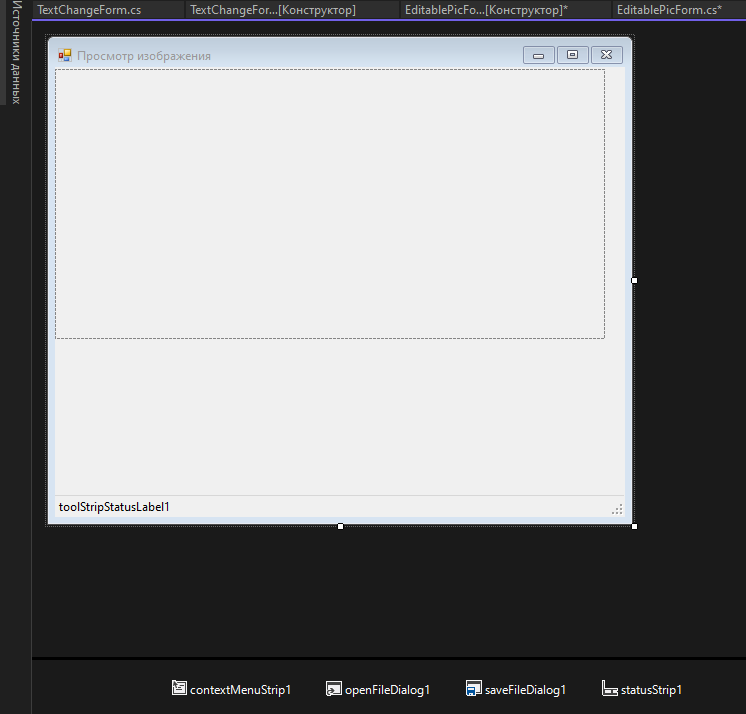 Источники данных
TextChangeForm.cs
TextChangeFor...[Конструктор]
EditablePicFo...[Конструктор]*
EditablePicForm.cs*
Просмотр изображения
toolStripStatusLabel1
contextMenuStrip1
openFileDialog1
saveFileDialog1
statusStrip1